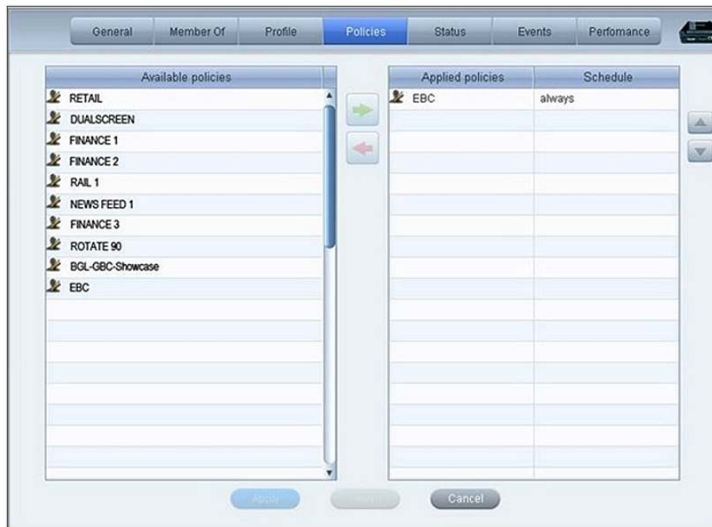 General Member Of Profile Policies Status Events Perfomance
Available policies
RETAIL
DUALSCREEN
FINANCE 1
FINANCE 2
RAIL 1
NEWS FEED 1
FINANCE 3
ROTATE 90
BGL-GBC-Showcase
EBC
Applied policies Schedule
EBC always
Apply Cancel